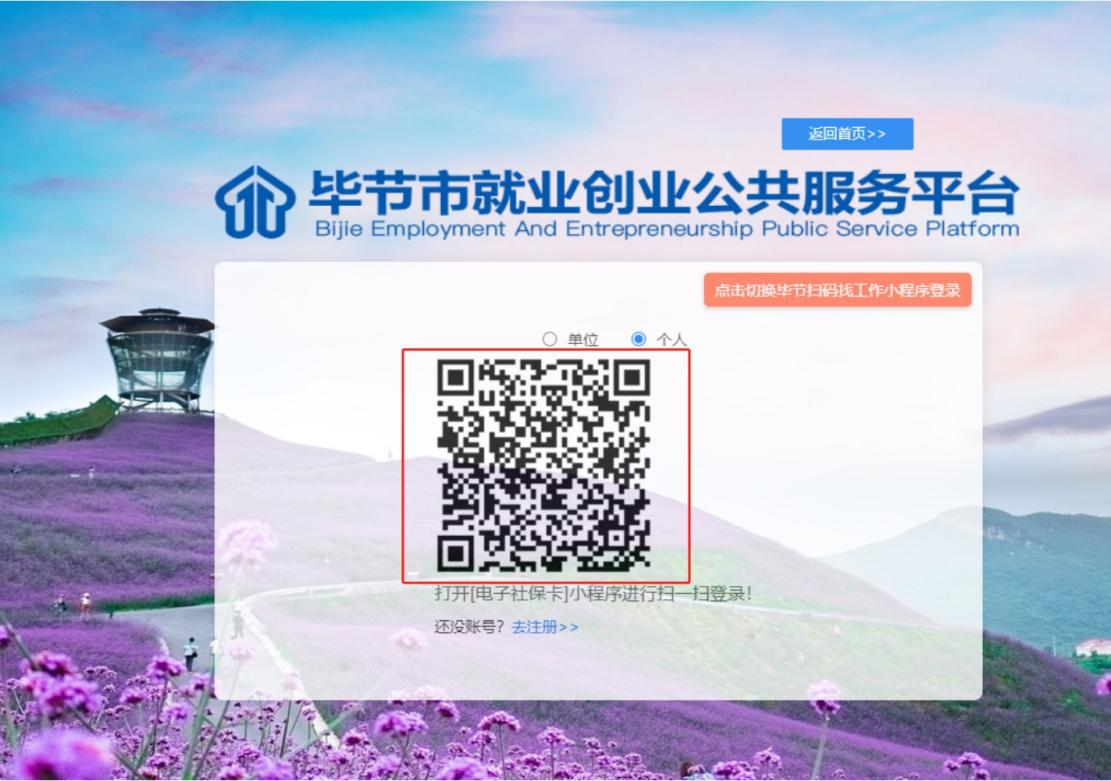 返回首页>>
毕节市就业创业公共服务平台
Bijie Employment And Entrepreneurship Public Service Platform
点击切换毕节扫码找工作小程序登录
单位 个人
打开[电子社保卡]小程序进行扫一扫登录!
还没账号? 去注册>>